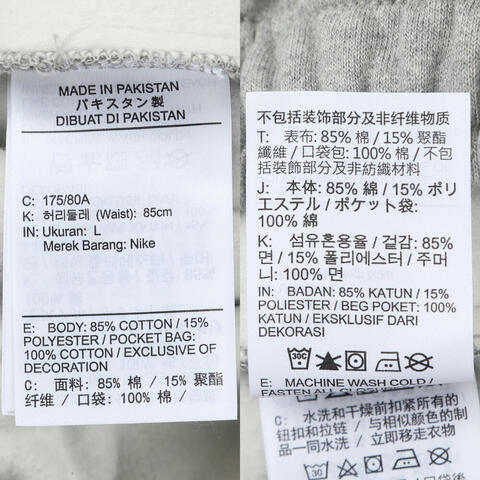 MADE IN PAKISTAN
パキスタン製
DIBUAT DI PAKISTAN
C: 175/80A
K: 허리둘레 (Waist): 85cm
IN: Ukuran: L
Merek Barang: Nike
E: BODY: 85% COTTON / 15%
POLYESTER / POCKET BAG:
100% COTTON / EXCLUSIVE OF
DECORATION
C: 面料: 85% 棉 / 15% 聚酯
纤维 / 口袋: 100% 棉 /
不包括装饰部分及非纤维物质
T: 表布: 85% 棉 / 15% 聚酯
纖維 / 口袋包: 100% 棉 / 不包
括裝飾部分及非紡織材料
J: 本体: 85% 綿 / 15% ポリ
エステル / ポケット袋:
100% 綿
K: 섬유혼용율 / 겉감: 85%
면 / 15% 폴리에스터 / 주머
니: 100% 면
IN: BADAN: 85% KATUN / 15%
POLIESTER / BEG POKET: 100%
KATUN / EKSKLUSIF DARI
DEKORASI
30C
E: MACHINE WASH COLD /
FASTEN ALL
C: 水洗和干燥前扣紧所有的
钮扣和拉链 / 与相似颜色的制
品一同水洗 / 立即移走衣物